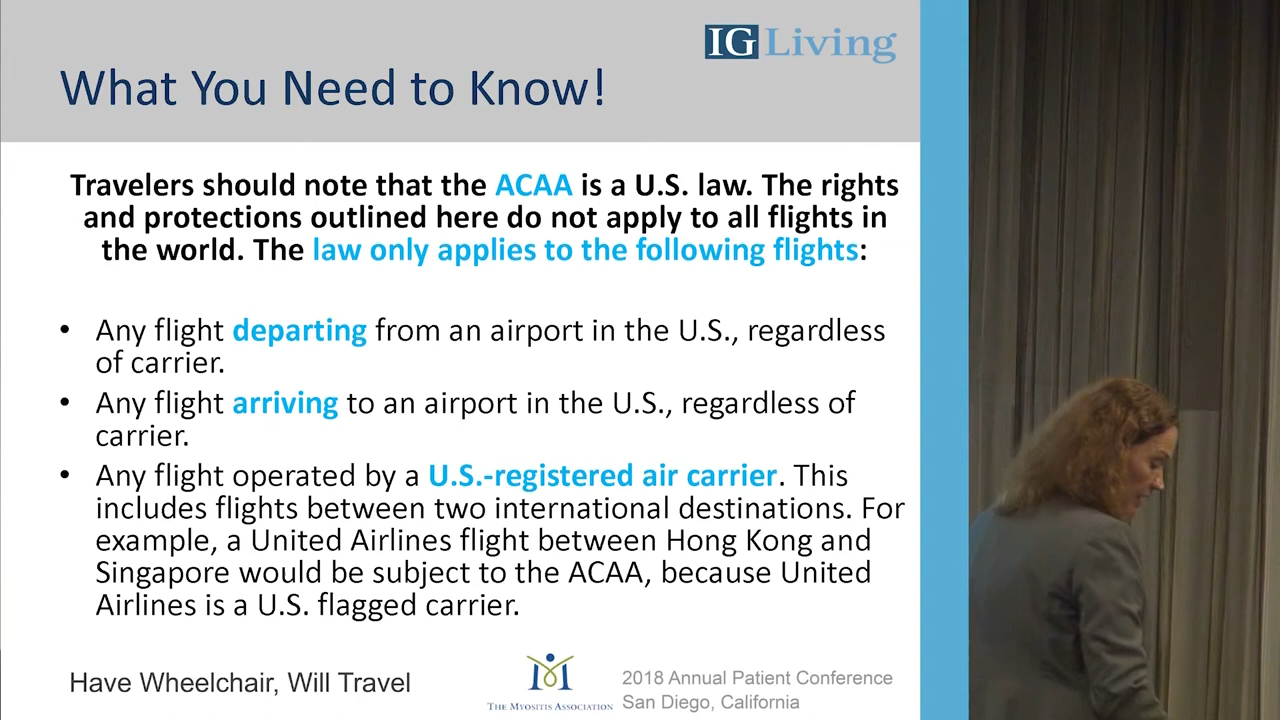 IG Living
What You Need to Know!
Travelers should note that the ACAA is a U.S. law. The rights
and protections outlined here do not apply to all flights in
the world. The law only applies to the following flights:
• Any flight departing from an airport in the U.S., regardless
of carrier.
• Any flight arriving to an airport in the U.S., regardless of
carrier.
• Any flight operated by a U.S.-registered air carrier. This
includes flights between two international destinations. For
example, a United Airlines flight between Hong Kong and
Singapore would be subject to the ACAA, because United
Airlines is a U.S. flagged carrier.
Have Wheelchair, Will Travel
THE MYOSITIS ASSOCIATION
2018 Annual Patient Conference
San Diego, California